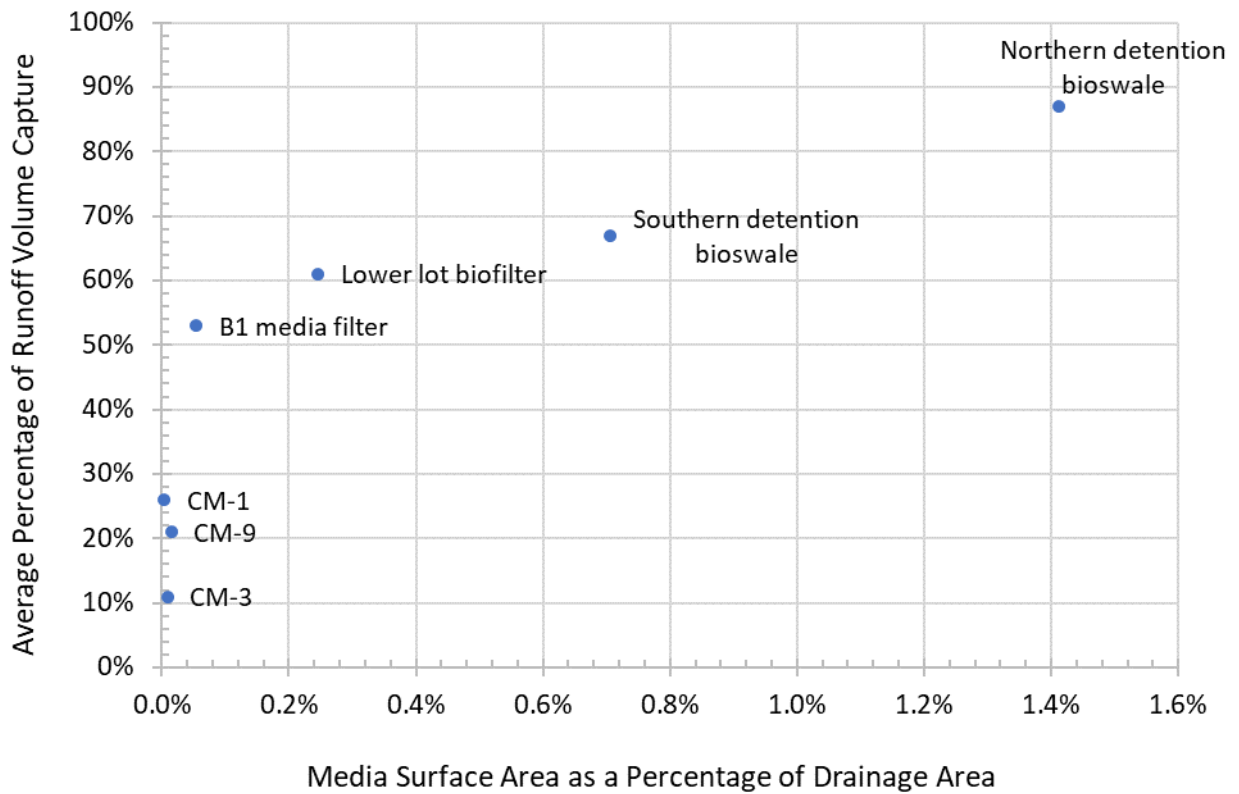 Average Percentage of Runoff Volume Capture
100%
90%
80%
70%
60%
50%
40%
30%
20%
10%
0%
Northern detention
bioswale
Southern detention
bioswale
Lower lot biofilter
B1 media filter
CM-1
CM-9
CM-3
0.0%
0.2%
0.4%
0.6%
0.8%
1.0%
1.2%
1.4%
1.6%
Media Surface Area as a Percentage of Drainage Area